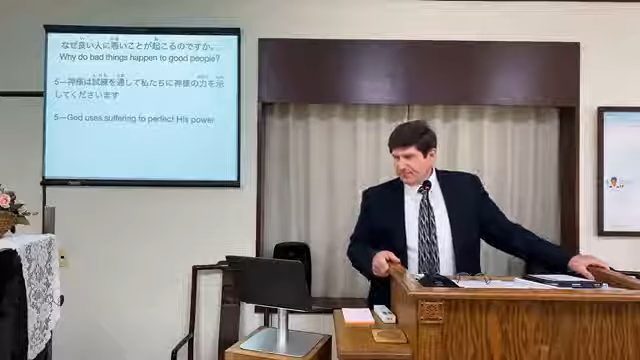 なぜ良い人に悪いことが起こるのですか。
Why do bad things happen to good people?
5—神様は試練を通して私たちに神様の力を示
してくださいます
5—God uses suffering to perfect His power